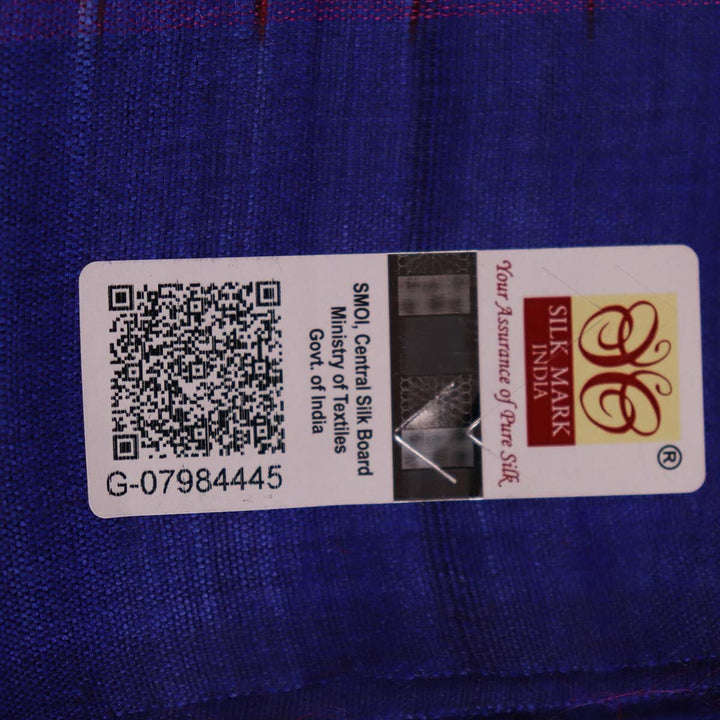 SILK MARK
INDIA
®
Your Assurance of Pure Silk
SMOI, Central Silk Board
Ministry of Textiles
Govt. of India
G-07984445